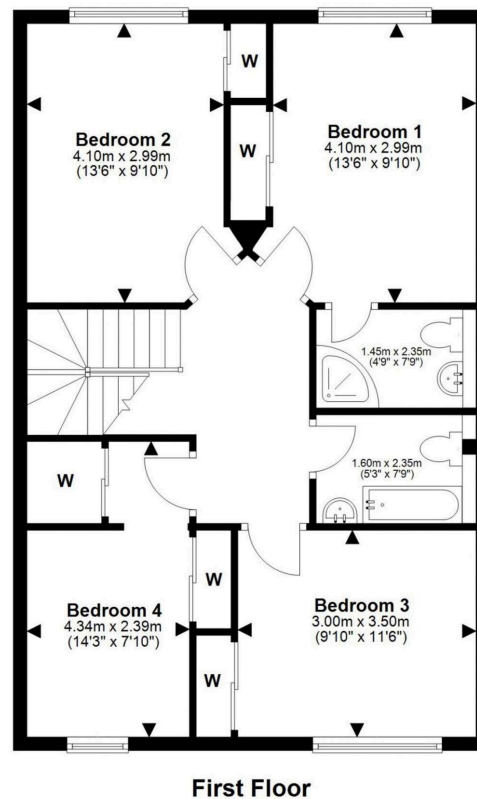 W
W
Bedroom 2
4.10m x 2.99m
(13'6" x 9'10")
Bedroom 1
4.10m x 2.99m
(13'6" x 9'10")
1.45m x 2.35m
(4'9" x 7'9")
1.60m x 2.35m
(5'3" x 7'9")
W
W
W
Bedroom 4
4.34m x 2.39m
(14'3" x 7'10")
Bedroom 3
3.00m x 3.50m
(9'10" x 11'6")
First Floor